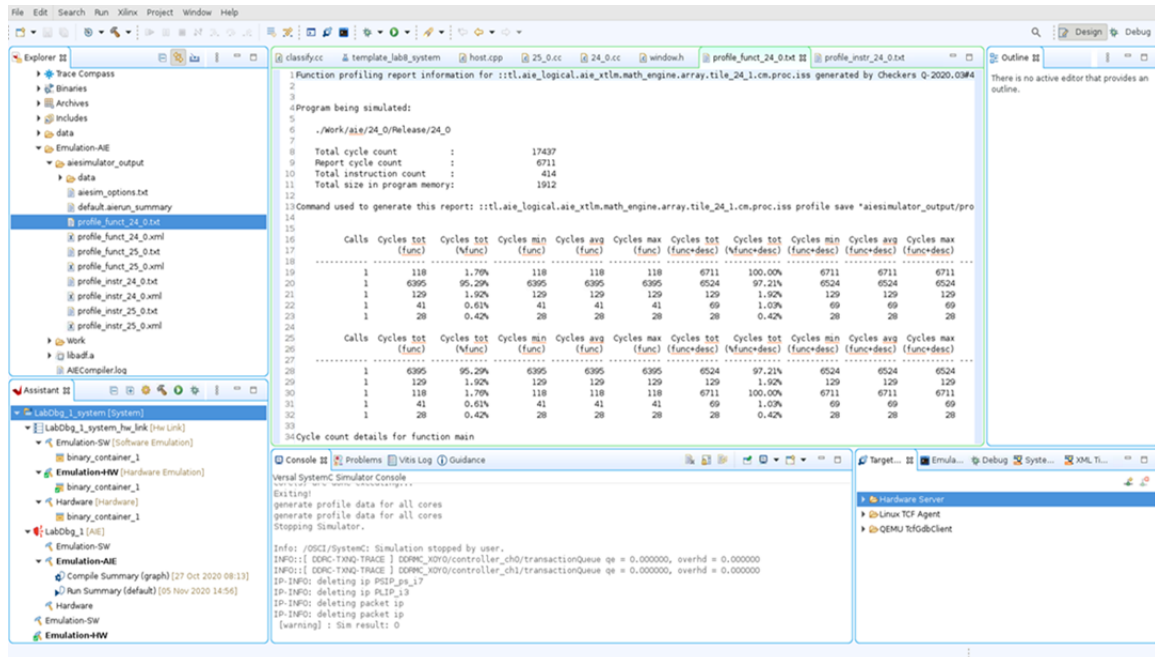 File Edit Search Run Xilinx Project Window Help
Design Debug
Explorer
Trace Compass
Binaries
Archives
Includes
data
Emulation-AIE
aiesimulator_output
data
aiesim_options.txt
default.aierun_summary
profile_funct_24_0.txt
profile_funct_24_0.xml
profile_funct_25_0.txt
profile_funct_25_0.xml
profile_instr_24_0.txt
profile_instr_24_0.xml
profile_instr_25_0.txt
profile_instr_25_0.xml
Work
libadf.a
AIECompiler.log
Assistant
LabDbg_1_system [System]
LabDbg_1_system_hw_link [Hw Link]
Emulation-SW [Software Emulation]
binary_container_1
Emulation-HW [Hardware Emulation]
binary_container_1
Hardware [Hardware]
binary_container_1
LabDbg_1 [AIE]
Emulation-SW
Emulation-AIE
Compile Summary (graph) [27 Oct 2020 08:13]
Run Summary (default) [05 Nov 2020 14:56]
Hardware
Emulation-SW
Emulation-HW
classify.cc template_lab8_system host.cpp 25_0.cc 24_0.cc window.h profile_funct_24_0.txt profile_instr_24_0.txt
1 Function profiling report information for ::tl.aie_logical.aie_xtlm.math_engine.array.tile_24_1.cm.proc.iss generated by Checkers Q-2020.03#4
2
3
4 Program being simulated:
5
6 ./Work/aie/24_0/Release/24_0
7
8 Total cycle count : 17437
9 Report cycle count : 6711
10 Total instruction count : 414
11 Total size in program memory: 1912
12
13 Command used to generate this report: ::tl.aie_logical.aie_xtlm.math_engine.array.tile_24_1.cm.proc.iss profile save "aiesimulator_output/pro
14
15
16 Calls Cycles tot Cycles tot Cycles min Cycles avg Cycles max Cycles tot Cycles tot Cycles min Cycles avg Cycles max
17 (func) (%func) (func) (func) (func) (func+desc) (%func+desc) (func+desc) (func+desc) (func+desc)
18
19 1 118 1.76% 118 118 118 6711 100.00% 6711 6711 6711
20 1 6395 95.29% 6395 6395 6395 6524 97.21% 6524 6524 6524
21 1 129 1.92% 129 129 129 129 1.92% 129 129 129
22 1 41 0.61% 41 41 41 69 1.03% 69 69 69
23 1 28 0.42% 28 28 28 28 0.42% 28 28 28
24
25 Calls Cycles tot Cycles tot Cycles min Cycles avg Cycles max Cycles tot Cycles tot Cycles min Cycles avg Cycles max
26 (func) (%func) (func) (func) (func) (func+desc) (%func+desc) (func+desc) (func+desc) (func+desc)
27
28 1 6395 95.29% 6395 6395 6395 6524 97.21% 6524 6524 6524
29 1 129 1.92% 129 129 129 129 1.92% 129 129 129
30 1 118 1.76% 118 118 118 6711 100.00% 6711 6711 6711
31 1 41 0.61% 41 41 41 69 1.03% 69 69 69
32 1 28 0.42% 28 28 28 28 0.42% 28 28 28
33
34 Cycle count details for function main
Outline
There is no active editor that provides an
outline.
Console Problems Vitis Log Guidance
Versal SystemC Simulator Console
Exiting!
generate profile data for all cores
generate profile data for all cores
Stopping Simulator.
Info: /OSCI/SystemC: Simulation stopped by user.
INFO::[ DDRC-TXNQ-TRACE ] DDRMC_X0Y0/controller_ch0/transactionQueue qe = 0.000000, overhd = 0.000000
INFO::[ DDRC-TXNQ-TRACE ] DDRMC_X0Y0/controller_ch1/transactionQueue qe = 0.000000, overhd = 0.000000
IP-INFO: deleting ip PSIP_ps_i7
IP-INFO: deleting ip PLIP_i3
IP-INFO: deleting packet ip
IP-INFO: deleting packet ip
[warning] : Sim result: 0
Target... Emula... Debug Syste... XML Ti...
Hardware Server
Linux TCF Agent
QEMU TcfGdbClient